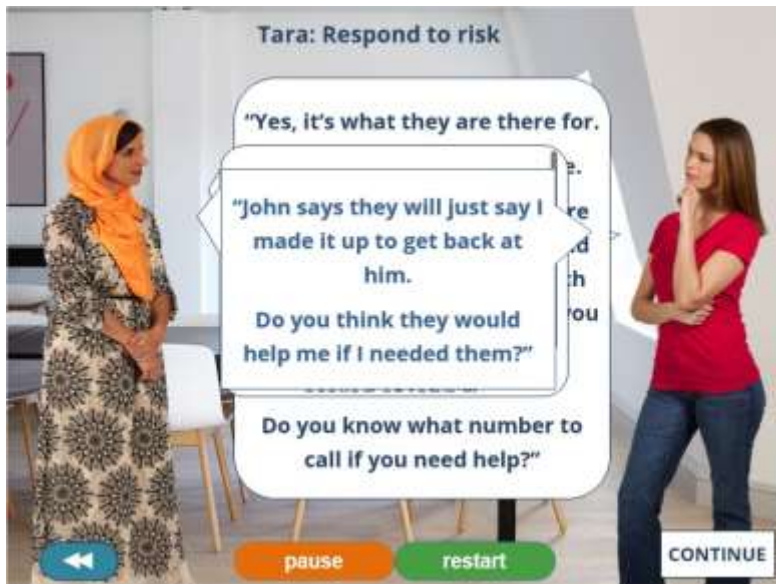 Tara: Respond to risk
“Yes, it’s what they are there for.
“John says they will just say I
made it up to get back at
him.
Do you think they would
help me if I needed them?”
you
Do you know what number to
call if you need help?”
pause
restart
CONTINUE